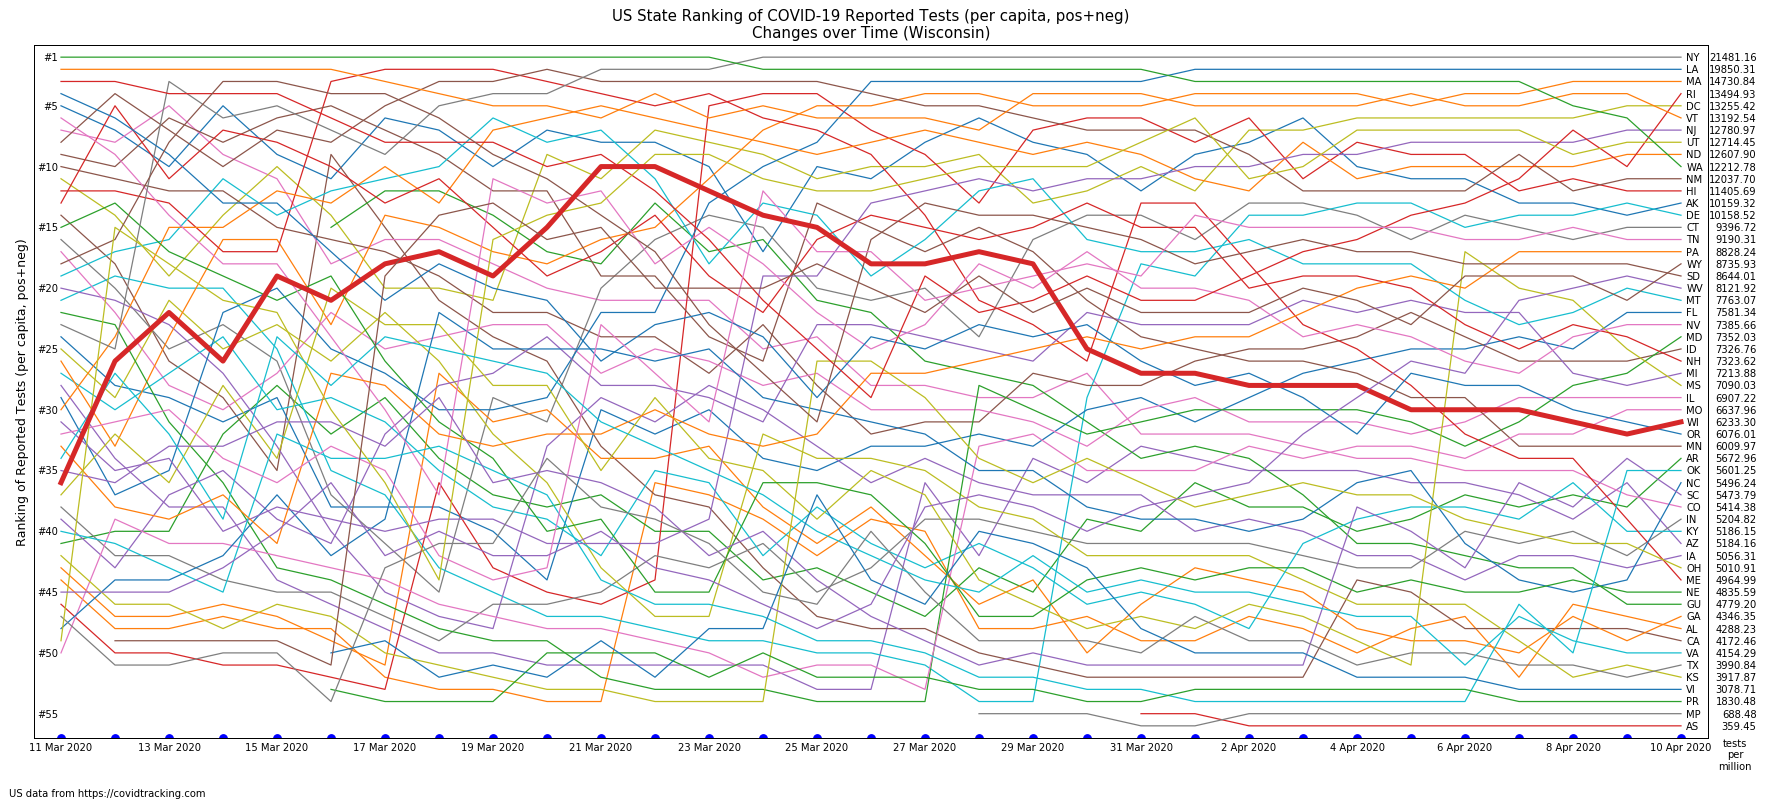 US State Ranking of COVID-19 Reported Tests (per capita, pos+neg)
Changes over Time (Wisconsin)
Ranking of Reported Tests (per capita, pos+neg)
#1
#5
#10
#15
#20
#25
#30
#35
#40
#45
#50
#55
NY 21481.16
LA 19850.31
MA 14730.84
RI 13494.93
DC 13255.42
VT 13192.54
NJ 12780.97
UT 12714.45
ND 12607.90
WA 12212.78
NM 12037.70
HI 11405.69
AK 10159.32
DE 10158.52
CT 9396.72
TN 9190.31
PA 8828.24
WY 8735.93
SD 8644.01
WV 8121.92
MT 7763.07
FL 7581.34
NV 7385.66
MD 7352.03
ID 7326.76
NH 7323.62
MI 7213.88
MS 7090.03
IL 6907.22
MO 6637.96
WI 6233.30
OR 6076.01
MN 6009.97
AR 5672.96
OK 5601.25
NC 5496.24
SC 5473.79
CO 5414.38
IN 5204.82
KY 5186.15
AZ 5184.16
IA 5056.31
OH 5010.91
ME 4964.99
NE 4835.59
GU 4779.20
GA 4346.35
AL 4288.23
CA 4172.46
VA 4154.29
TX 3990.84
KS 3917.87
VI 3078.71
PR 1830.48
MP 688.48
AS 359.45
11 Mar 2020 13 Mar 2020 15 Mar 2020 17 Mar 2020 19 Mar 2020 21 Mar 2020 23 Mar 2020 25 Mar 2020 27 Mar 2020 29 Mar 2020 31 Mar 2020 2 Apr 2020 4 Apr 2020 6 Apr 2020 8 Apr 2020 10 Apr 2020
tests
per
million
US data from https://covidtracking.com